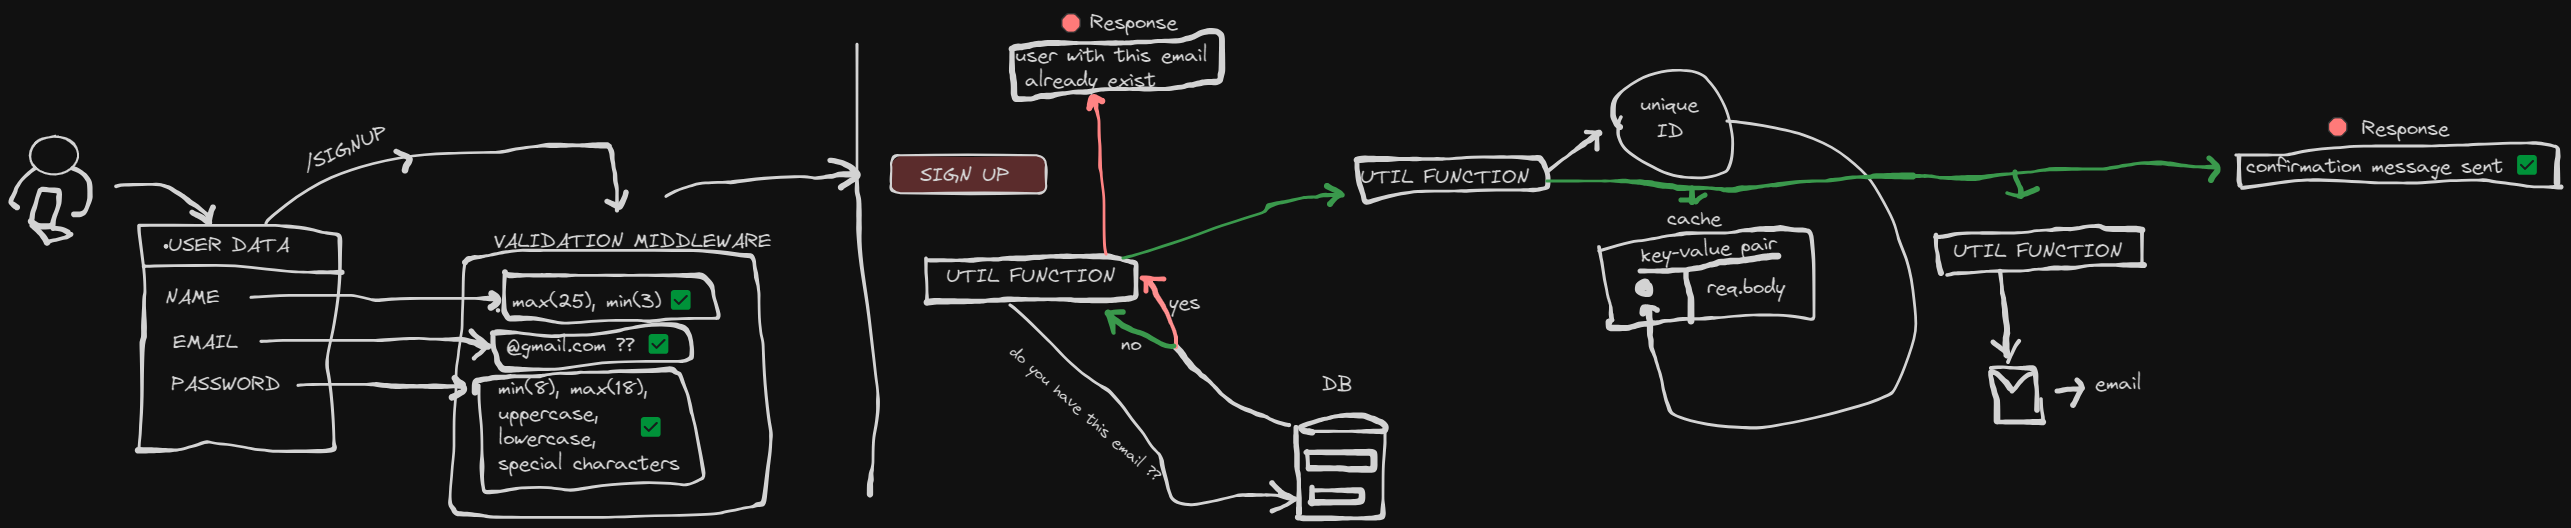 /SIGNUP
•USER DATA
NAME
EMAIL
PASSWORD
VALIDATION MIDDLEWARE
max(25), min(3) ✅
@gmail.com ?? ✅
min(8), max(18),
uppercase,
lowercase,
special characters
✅
SIGN UP
Response
user with this email
already exist
UTIL FUNCTION
yes
no
do you have this email ??
DB
UTIL FUNCTION
unique
ID
cache
key-value pair
req.body
UTIL FUNCTION
email
Response
confirmation message sent ✅